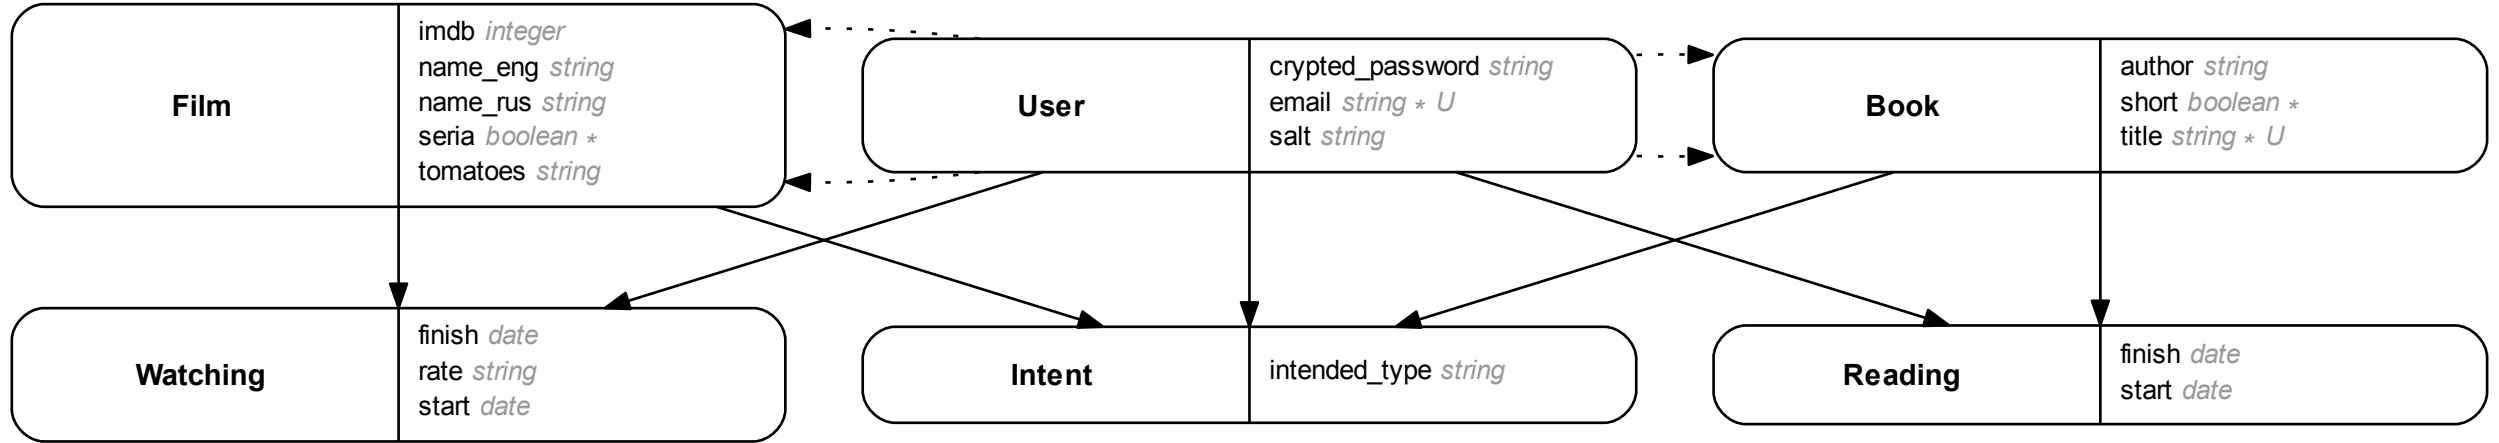 Film
imdb integer
name_eng string
name_rus string
seria boolean *
tomatoes string
User
crypted_password string
email string * U
salt string
Book
author string
short boolean *
title string * U
Watching
finish date
rate string
start date
Intent
intended_type string
Reading
finish date
start date